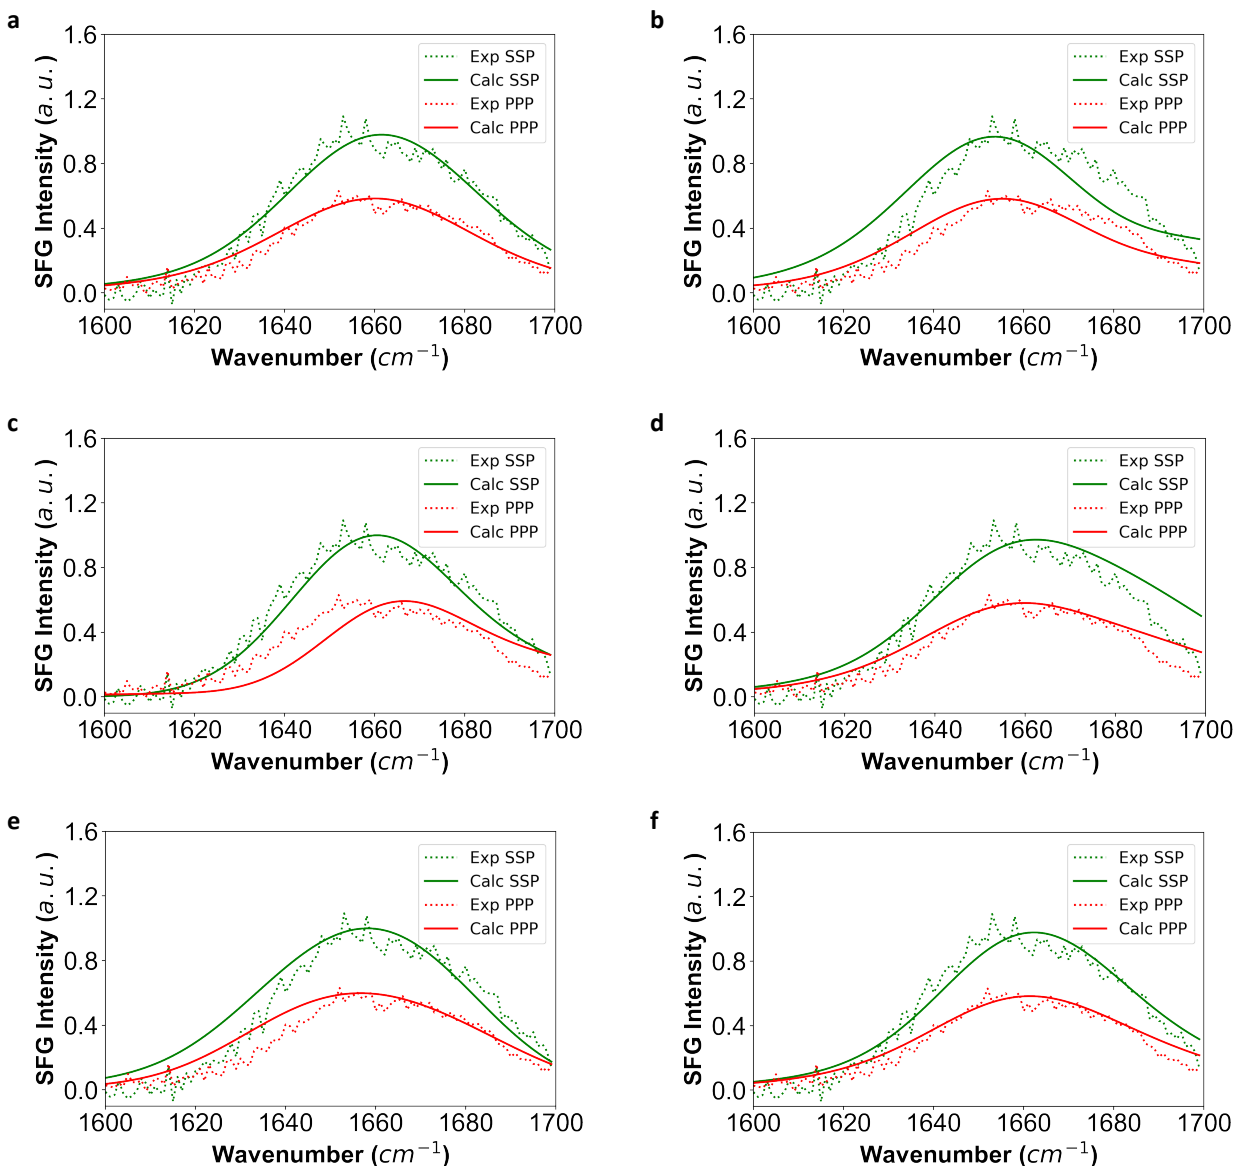 a
1.6
1.2
0.8
0.4
0.0
SFG Intensity (a.u.)
Exp SSP
Calc SSP
Exp PPP
Calc PPP
1600 1620 1640 1660 1680 1700
Wavenumber (cm⁻¹)
b
1.6
1.2
0.8
0.4
0.0
SFG Intensity (a.u.)
Exp SSP
Calc SSP
Exp PPP
Calc PPP
1600 1620 1640 1660 1680 1700
Wavenumber (cm⁻¹)
c
1.6
1.2
0.8
0.4
0.0
SFG Intensity (a.u.)
Exp SSP
Calc SSP
Exp PPP
Calc PPP
1600 1620 1640 1660 1680 1700
Wavenumber (cm⁻¹)
d
1.6
1.2
0.8
0.4
0.0
SFG Intensity (a.u.)
Exp SSP
Calc SSP
Exp PPP
Calc PPP
1600 1620 1640 1660 1680 1700
Wavenumber (cm⁻¹)
e
1.6
1.2
0.8
0.4
0.0
SFG Intensity (a.u.)
Exp SSP
Calc SSP
Exp PPP
Calc PPP
1600 1620 1640 1660 1680 1700
Wavenumber (cm⁻¹)
f
1.6
1.2
0.8
0.4
0.0
SFG Intensity (a.u.)
Exp SSP
Calc SSP
Exp PPP
Calc PPP
1600 1620 1640 1660 1680 1700
Wavenumber (cm⁻¹)